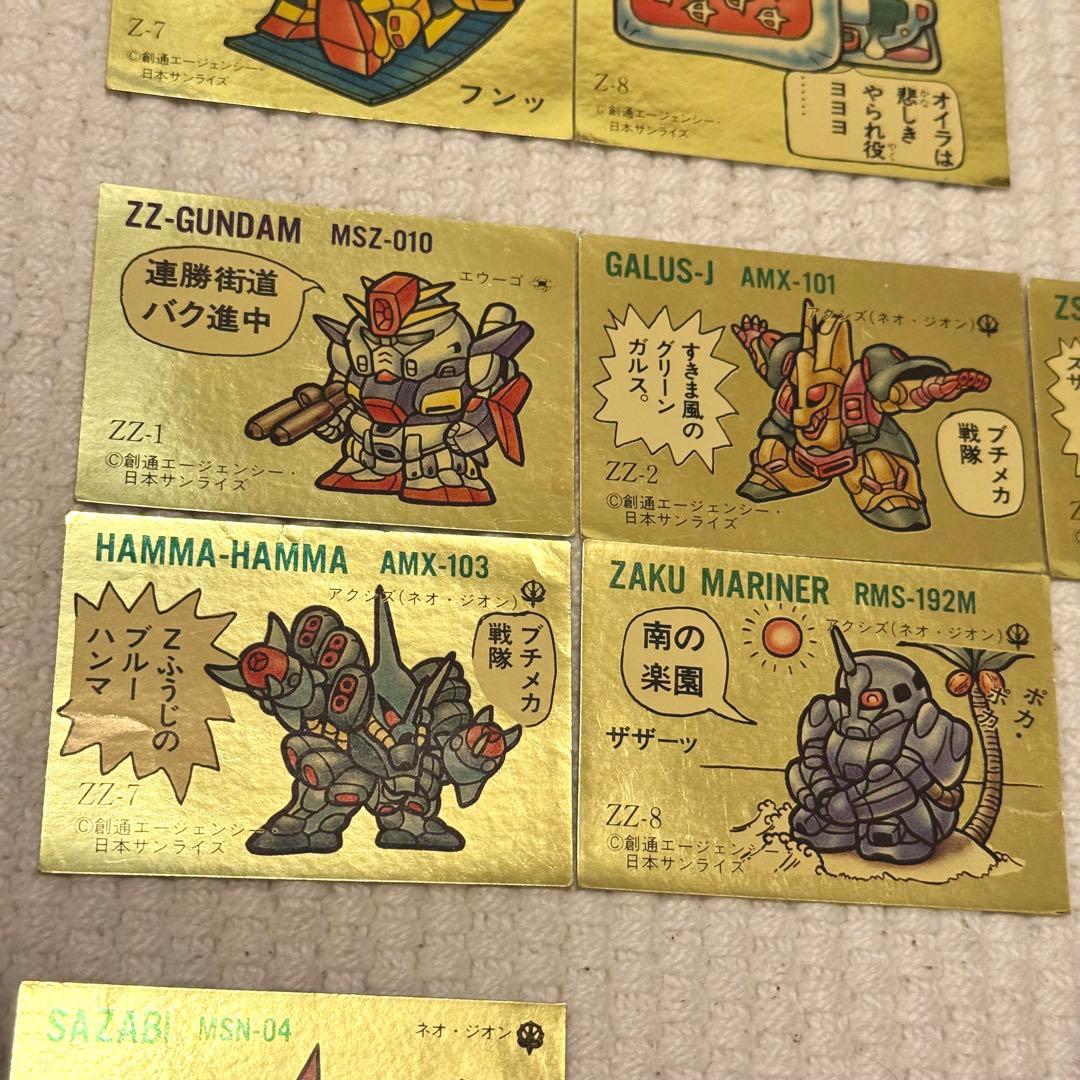 Z-7
©創通エージェンシー・
日本サンライズ
フンッ
Z-8
©創通エージェンシー・
日本サンライズ
オイラは
悲しき
かな
やられ役
やく
ヨヨヨ
……
ZZ-GUNDAM MSZ-010
連勝街道
バク進中
エウーゴ
ZZ-1
©創通エージェンシー・
日本サンライズ
GALUS-J AMX-101
アクシズ(ネオ・ジオン)
すきま風の
グリーン
ガルス。
プチメカ
戦隊
ZZ-2
©創通エージェンシー・
日本サンライズ
ZS
HAMMA-HAMMA AMX-103
アクシズ(ネオ・ジオン)
Zふうじの
ブルー
ハンマ
プチメカ
戦隊
ZZ-7
©創通エージェンシー・
日本サンライズ
ZAKU MARINER RMS-192M
アクシズ(ネオ・ジオン)
南の
楽園
ザザーッ
ポカ・
ポカ
ZZ-8
©創通エージェンシー・
日本サンライズ
SAZABI MSN-04
ネオ・ジオン